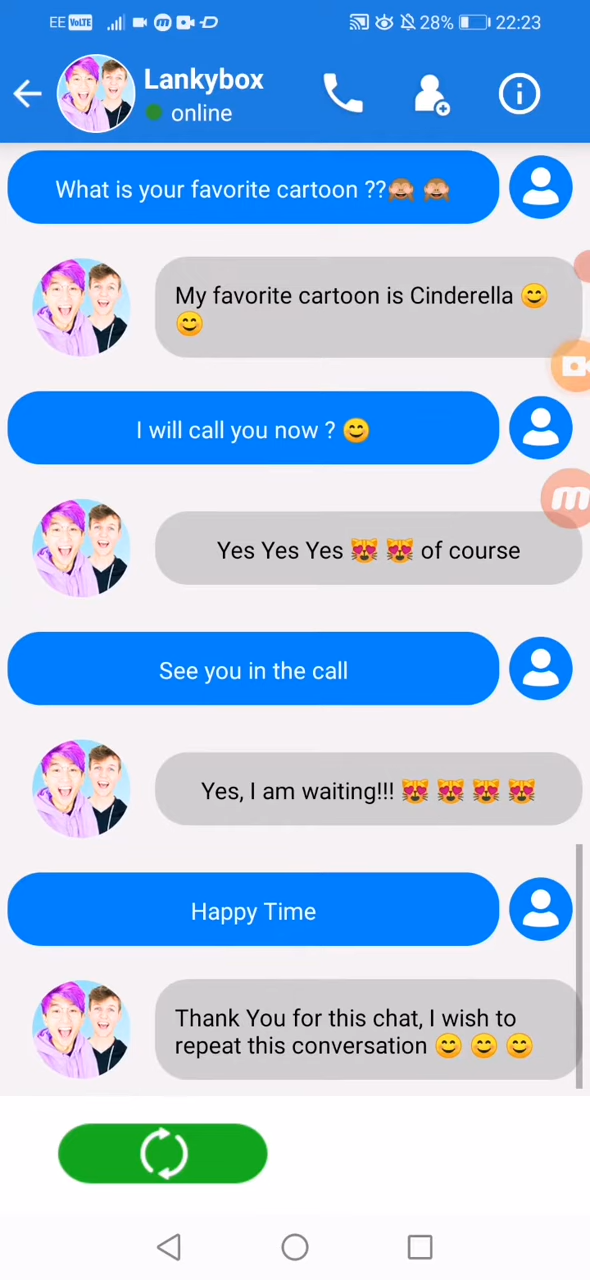 EE VoLTE 28% 22:23
Lankybox
online
What is your favorite cartoon ??🙈 🙈
My favorite cartoon is Cinderella 😊
😊
I will call you now ? 😊
Yes Yes Yes 😻 😻 of course
See you in the call
Yes, I am waiting!!! 😻 😻 😻 😻
Happy Time
Thank You for this chat, I wish to
repeat this conversation 😊 😊 😊